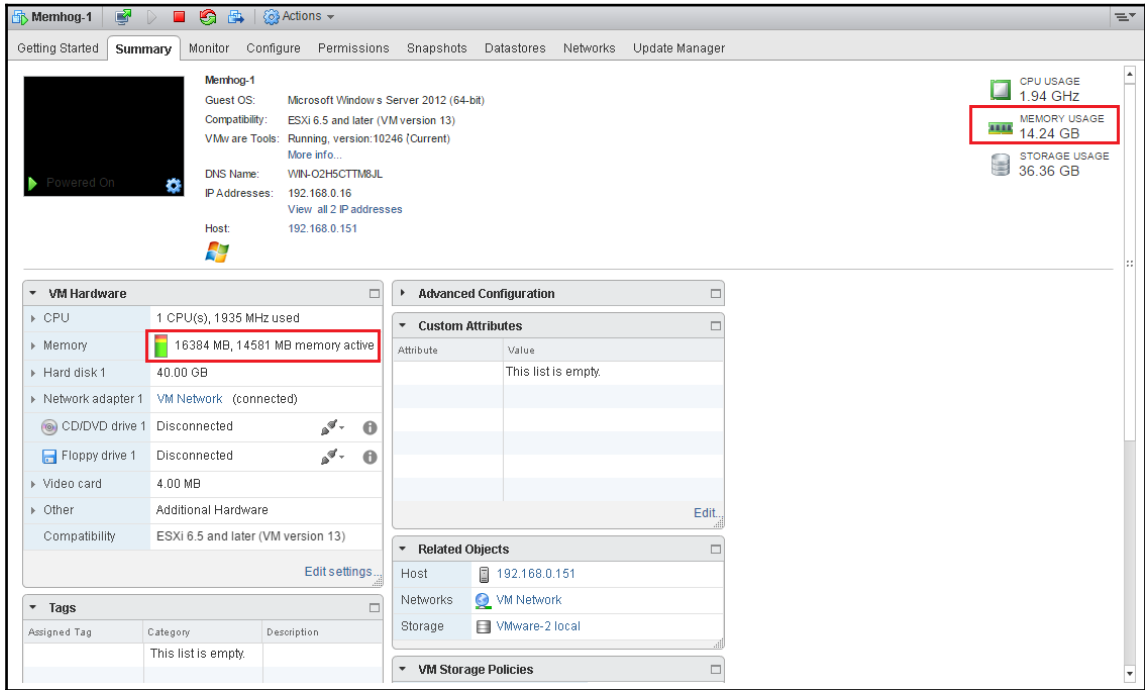 Memhog-1 Actions
Getting Started Summary Monitor Configure Permissions Snapshots Datastores Networks Update Manager
Powered On
Memhog-1
Guest OS: Microsoft Windows Server 2012 (64-bit)
Compatibility: ESXi 6.5 and later (VM version 13)
VMware Tools: Running, version:10246 (Current)
More info...
DNS Name: WIN-O2H5CTTM8JL
IP Addresses: 192.168.0.16
View all 2 IP addresses
Host: 192.168.0.151
CPU USAGE
1.94 GHz
MEMORY USAGE
14.24 GB
STORAGE USAGE
36.36 GB
VM Hardware
CPU 1 CPU(s), 1935 MHz used
Memory 16384 MB, 14581 MB memory active
Hard disk 1 40.00 GB
Network adapter 1 VM Network (connected)
CD/DVD drive 1 Disconnected
Floppy drive 1 Disconnected
Video card 4.00 MB
Other Additional Hardware
Compatibility ESXi 6.5 and later (VM version 13)
Edit settings...
Tags
Assigned Tag Category Description
This list is empty.
Advanced Configuration
Custom Attributes
Attribute Value
This list is empty.
Edit...
Related Objects
Host 192.168.0.151
Networks VM Network
Storage VMware-2 local
VM Storage Policies